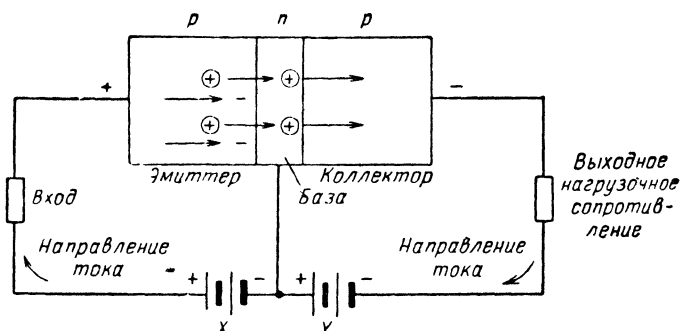 p n p
+ −
⊕ ⊕
−
⊕ ⊕
−
Эмиттер
Коллектор
База
Вход
Выходное
нагрузочное
сопротив-
ление
Направление
тока
Направление
тока
− + − + −
X Y